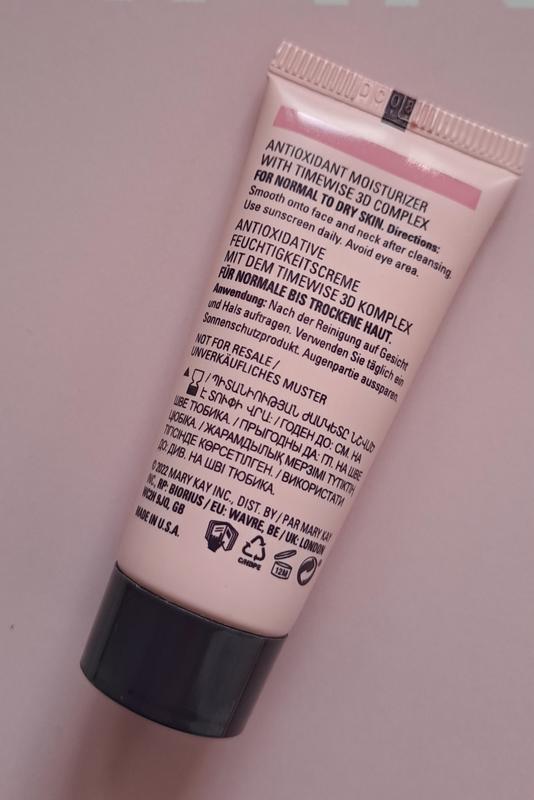 ANTIOXIDANT MOISTURIZER
WITH TIMEWISE 3D COMPLEX
FOR NORMAL TO DRY SKIN. Directions:
Smooth onto face and neck after cleansing.
Use sunscreen daily. Avoid eye area.
ANTIOXIDATIVE
FEUCHTIGKEITSCREME
MIT DEM TIMEWISE 3D KOMPLEX
FÜR NORMALE BIS TROCKENE HAUT.
Anwendung: Nach der Reinigung auf Gesicht
und Hals auftragen. Verwenden Sie täglich ein
Sonnenschutzprodukt. Augenpartie aussparen.
NOT FOR RESALE /
UNVERKÄUFLICHES MUSTER
/ ՊԻՏԱՆԻՈՒԹՅԱՆ ԺԱՄԿԵՏԸ ՆՇՎԱԾ
Է ՏՈՒՓԻ ՎՐԱ: / ГОДЕН ДО: СМ. НА
ШВЕ ТЮБИКА. / ПРЫГОДНЫ ДА: ГЛ. НА ШВЕ
ЦЮБІКА. / ЖАРАМДЫЛЫҚ МЕРЗІМІ ТҮТІКТІҢ
ТІГІСІНДЕ КӨРСЕТІЛГЕН. / ВИКОРИСТАТИ
ДО: ДИВ. НА ШВІ ТЮБИКА.
© 2022 MARY KAY INC., DIST. BY / PAR MARY KAY
INC., RP: BIORIUS / EU: WAVRE, BE / UK: LONDON
WC2N 9JQ, GB
MADE IN U.S.A.
C/HDPE
12M